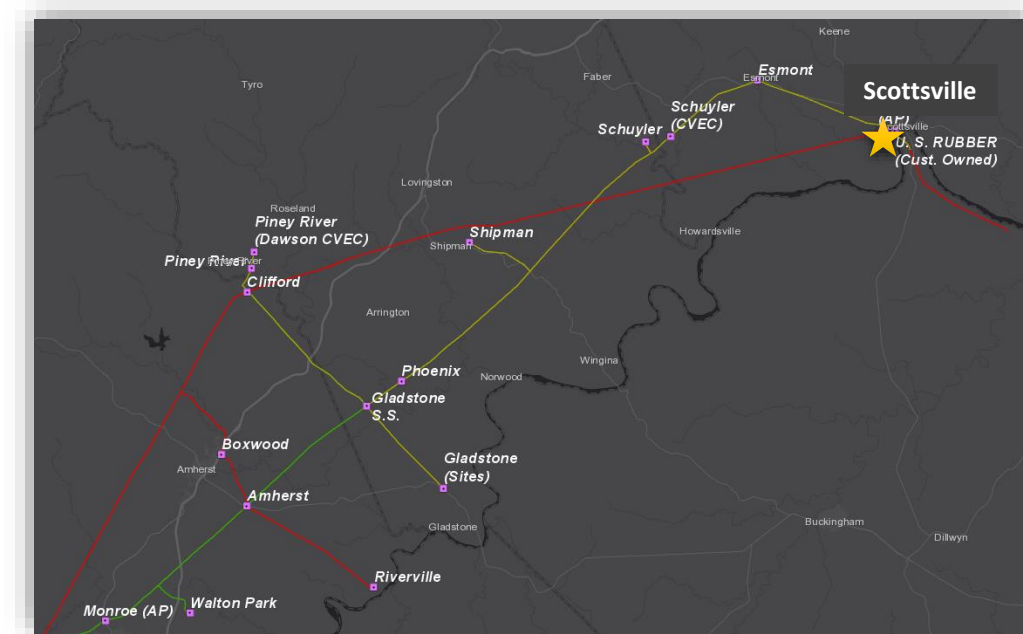 Keene
Tyro
Faber
Esmont
Esmont
Scottsville
Schuyler
(CVEC)
Schuyler
(AP)
Scottsville
U. S. RUBBER
(Cust. Owned)
Lovingston
Roseland
Piney River
(Dawson CVEC)
Shipman
Shipman
Howardsville
Piney River
Clifford
Arrington
Wingina
Phoenix
Norwood
Gladstone
S.S.
Boxwood
Amherst
Gladstone
(Sites)
Amherst
Gladstone
Buckingham
Dillwyn
Riverville
Monroe (AP)
Walton Park